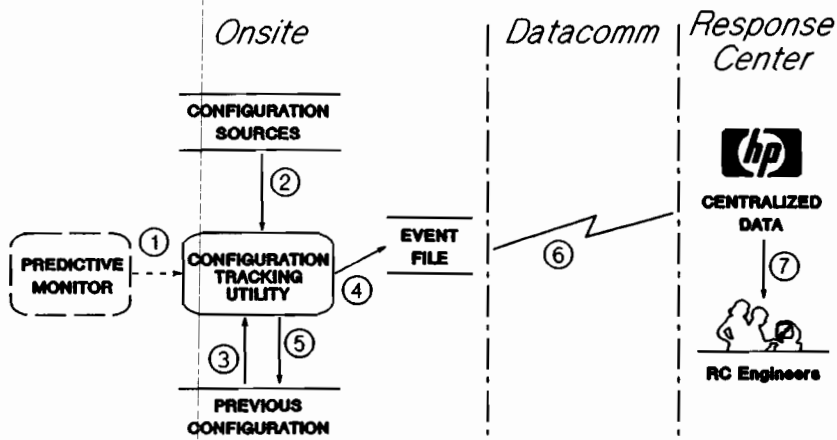 Onsite
Datacomm
Response
Center
CONFIGURATION
SOURCES
②
hp
CENTRALIZED
DATA
①
PREDICTIVE
MONITOR
CONFIGURATION
TRACKING
UTILITY
④
EVENT
FILE
⑥
⑦
③
⑤
RC Engineers
PREVIOUS
CONFIGURATION